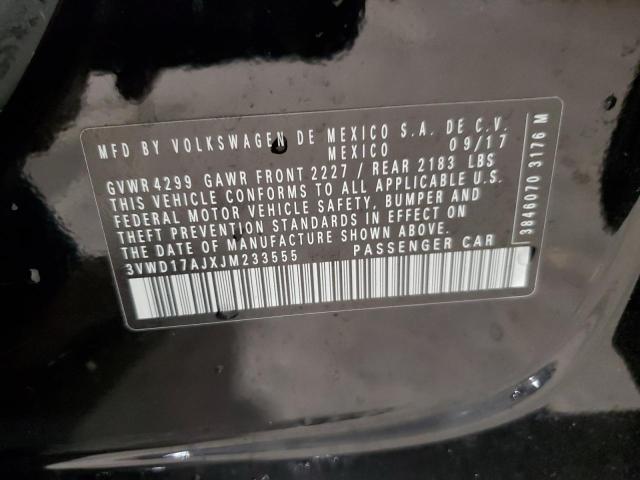 MFD BY VOLKSWAGEN DE MEXICO S.A. DE C.V.
MEXICO 09/17
GVWR 4299 GAWR FRONT 2227 / REAR 2183 LBS
THIS VEHICLE CONFORMS TO ALL APPLICABLE U.S.
FEDERAL MOTOR VEHICLE SAFETY, BUMPER AND
THEFT PREVENTION STANDARDS IN EFFECT ON
THE DATE OF MANUFACTURE SHOWN ABOVE.
3VWD17AJXJM233555 PASSENGER CAR
3846070 3176 M